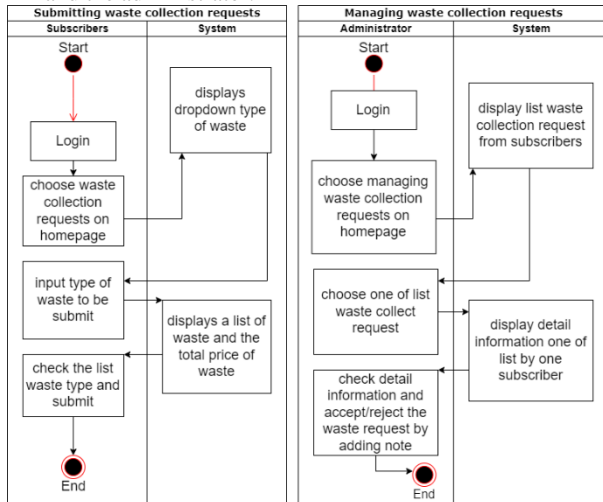 Submitting waste collection requests
Subscribers
System
Start
displays
dropdown type
of waste
Login
choose waste
collection
requests on
homepage
input type of
waste to be
submit
displays a list of
waste and the
total price of
waste
check the list
waste type and
submit
End
Managing waste collection requests
Administrator
System
Start
Login
display list waste
collection request
from subscribers
choose managing
waste collection
requests on
homepage
choose one of list
waste collect
request
display detail
information one of
list by one
subscriber
check detail
information and
accept/reject the
waste request by
adding note
End